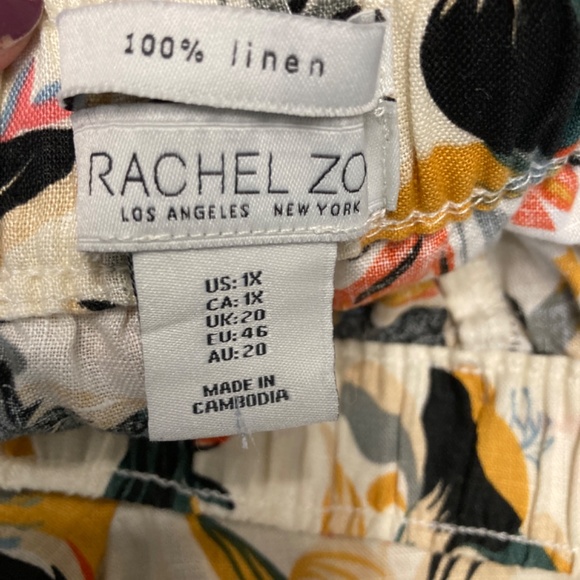 100% linen
RACHEL ZO
LOS ANGELES NEW YORK
US: 1X
CA: 1X
UK: 20
EU: 46
AU: 20
MADE IN
CAMBODIA